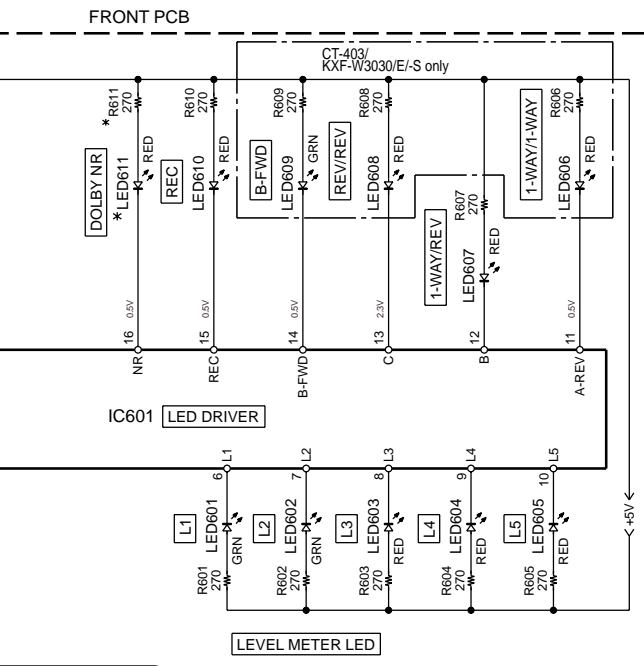 FRONT PCB
CT-403/
KXF-W3030/E/-S only
* R611
270
R610
270
R609
270
R608
270
R606
270
DOLBY NR
* LED611
RED
REC
LED610
RED
B-FWD
LED609
GRN
REV/REV
LED608
RED
1-WAY/1-WAY
LED606
RED
R607
270
1-WAY/REV
LED607
RED
0.5V
0.5V
0.5V
2.3V
0.5V
16
15
14
13
12
11
NR
REC
B-FWD
C
B
A-REV
IC601 LED DRIVER
L1
L2
L3
L4
L5
6
7
8
9
10
L1
LED601
GRN
L2
LED602
GRN
L3
LED603
RED
L4
LED604
RED
L5
LED605
RED
+5V
R601
270
R602
270
R603
270
R604
270
R605
270
LEVEL METER LED